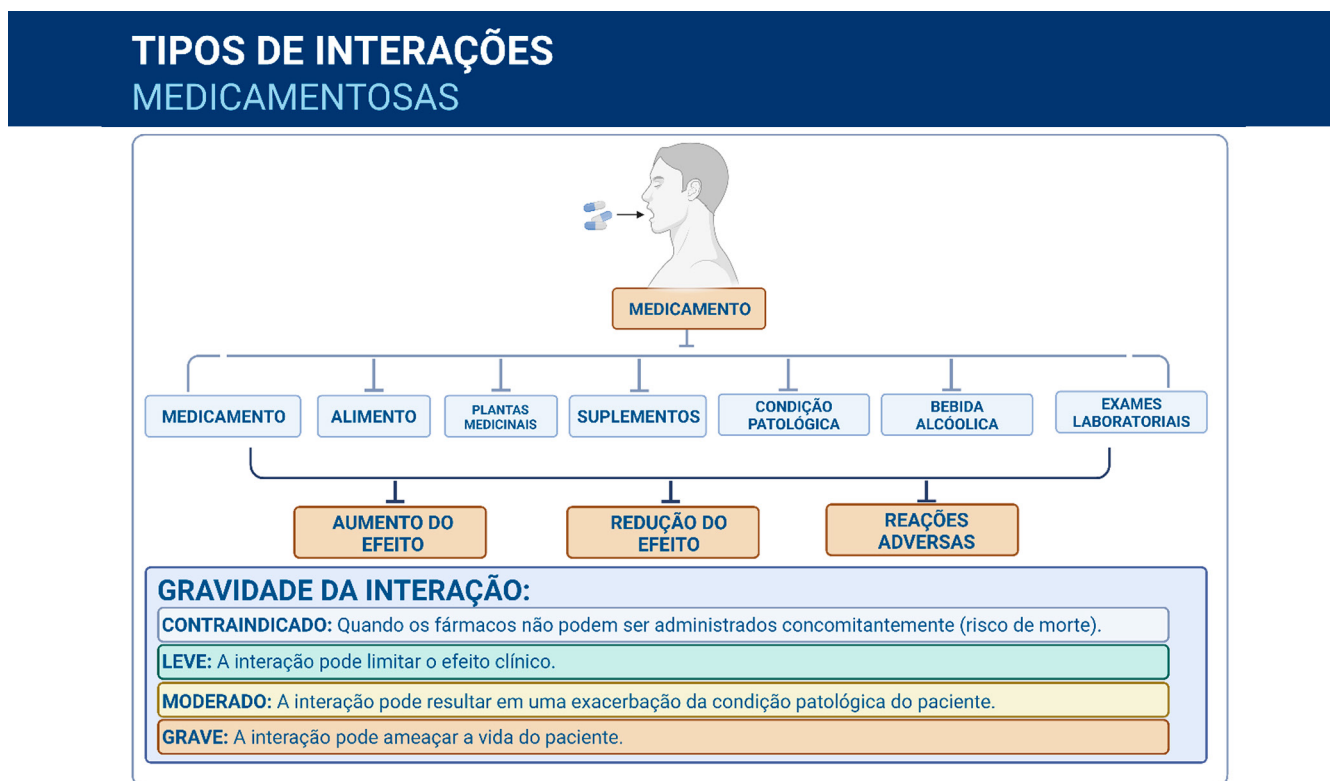 TIPOS DE INTERAÇÕES
MEDICAMENTOSAS
MEDICAMENTO
MEDICAMENTO
ALIMENTO
PLANTAS
MEDICINAIS
SUPLEMENTOS
CONDIÇÃO
PATOLÓGICA
BEBIDA
ALCÓOLICA
EXAMES
LABORATORIAIS
AUMENTO DO
EFEITO
REDUÇÃO DO
EFEITO
REAÇÕES
ADVERSAS
GRAVIDADE DA INTERAÇÃO:
CONTRAINDICADO: Quando os fármacos não podem ser administrados concomitantemente (risco de morte).
LEVE: A interação pode limitar o efeito clínico.
MODERADO: A interação pode resultar em uma exacerbação da condição patológica do paciente.
GRAVE: A interação pode ameaçar a vida do paciente.